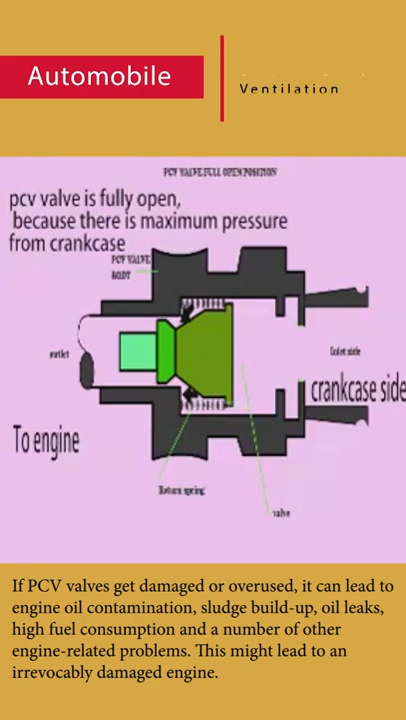 Automobile
Ventilation
PCV VALVE FULL OPEN POSITION
pcv valve is fully open,
because there is maximum pressure
from crankcase
PCV VALVE
BODY
outlet
Inlet side
crankcase side
To engine
Return spring
valve
If PCV valves get damaged or overused, it can lead to
engine oil contamination, sludge build-up, oil leaks,
high fuel consumption and a number of other
engine-related problems. This might lead to an
irrevocably damaged engine.